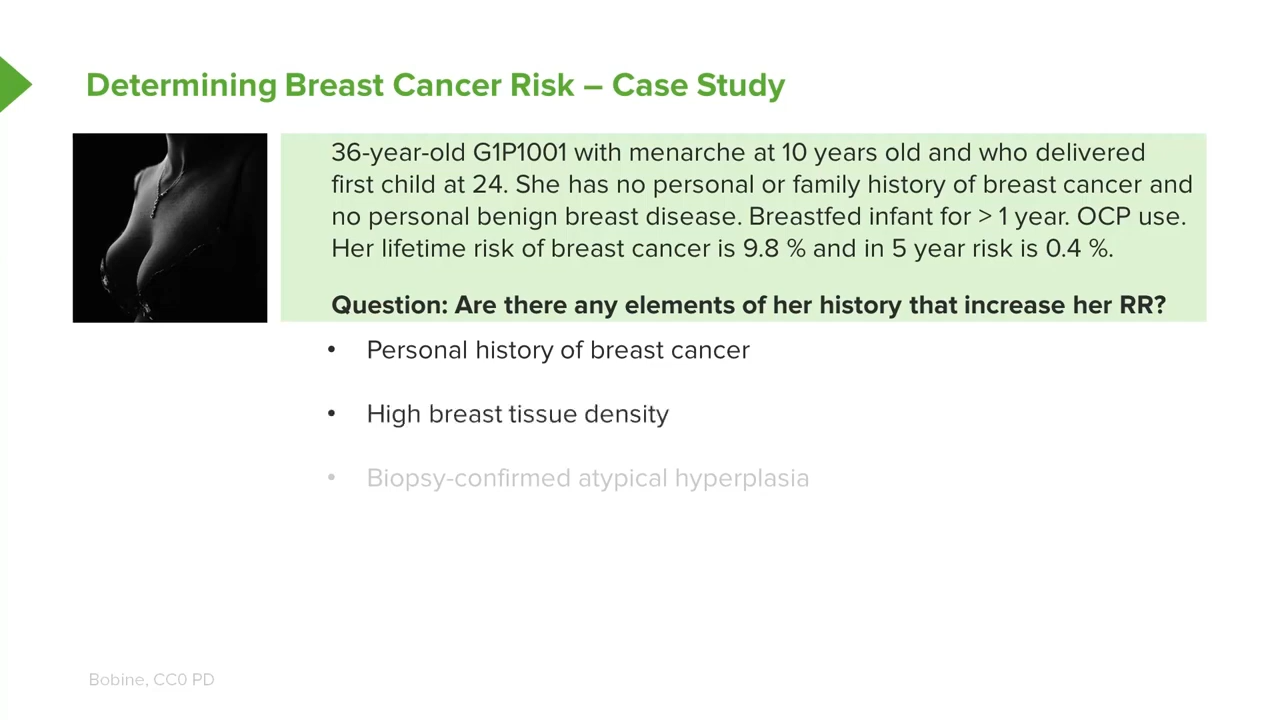 Determining Breast Cancer Risk – Case Study
36-year-old G1P1001 with menarche at 10 years old and who delivered
first child at 24. She has no personal or family history of breast cancer and
no personal benign breast disease. Breastfed infant for > 1 year. OCP use.
Her lifetime risk of breast cancer is 9.8 % and in 5 year risk is 0.4 %.
Question: Are there any elements of her history that increase her RR?
• Personal history of breast cancer
• High breast tissue density
• Biopsy-confirmed atypical hyperplasia
Bobine, CC0 PD